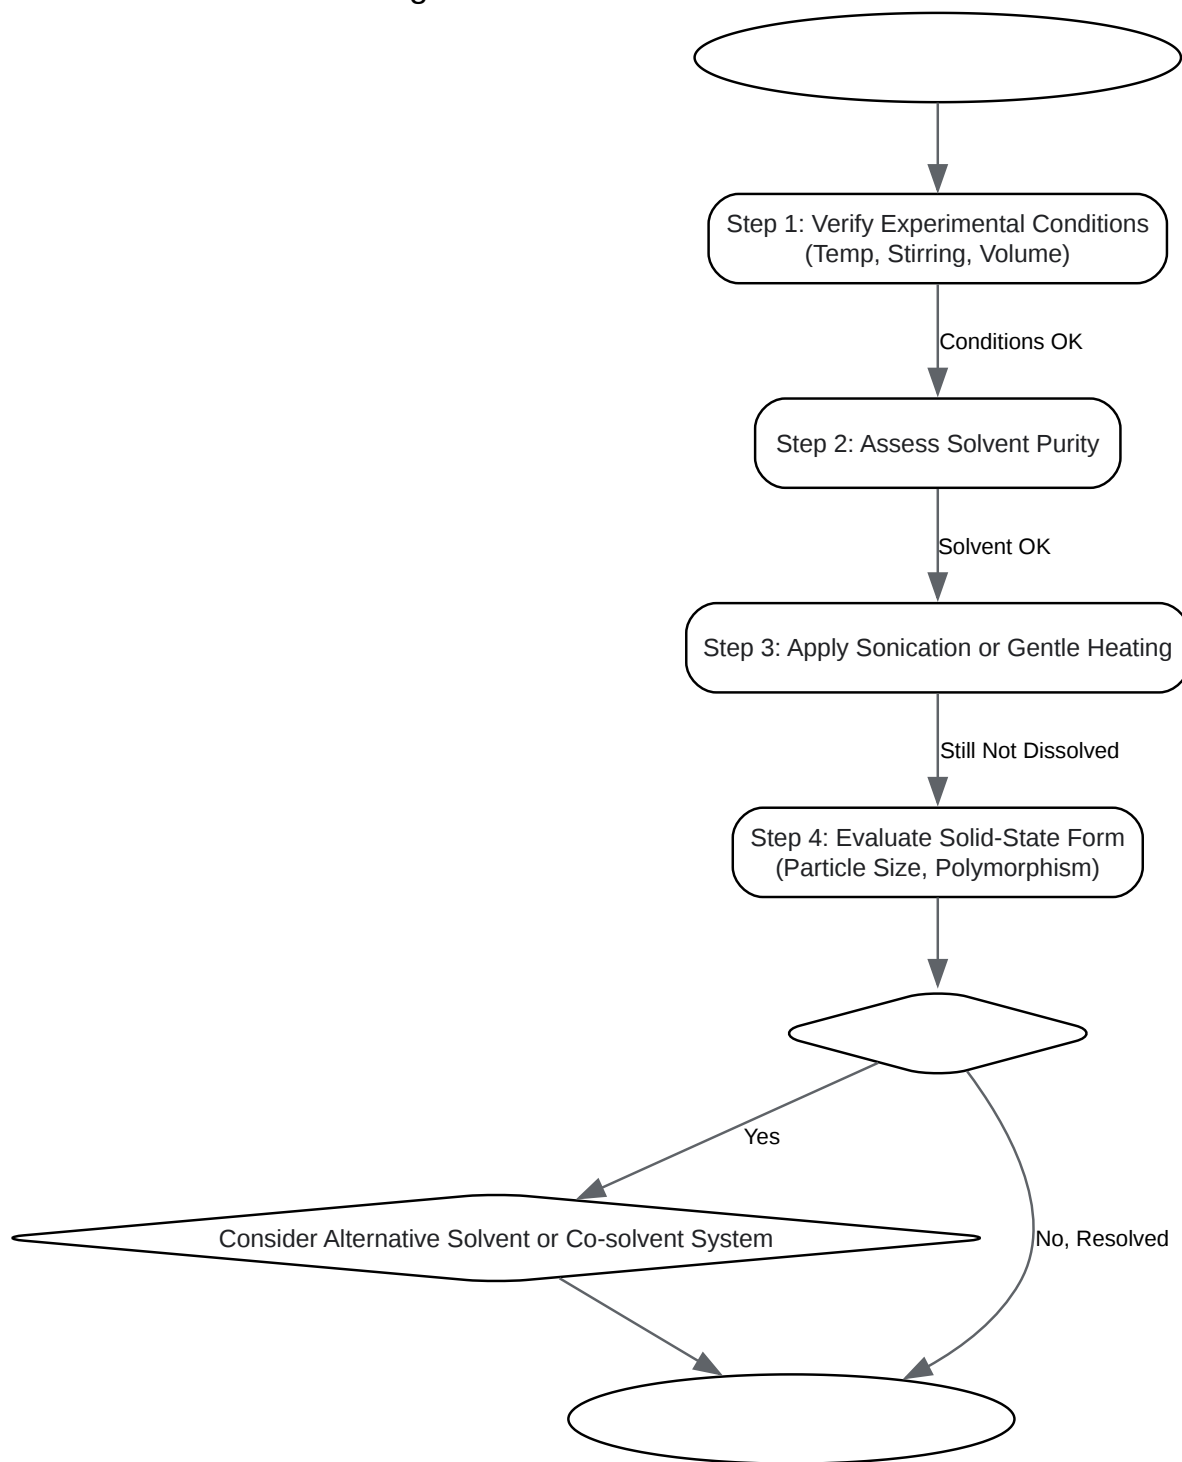 Step 1: Verify Experimental Conditions
(Temp, Stirring, Volume)
Conditions OK
Step 2: Assess Solvent Purity
Solvent OK
Step 3: Apply Sonication or Gentle Heating
Still Not Dissolved
Step 4: Evaluate Solid-State Form
(Particle Size, Polymorphism)
Yes
Consider Alternative Solvent or Co-solvent System
No, Resolved